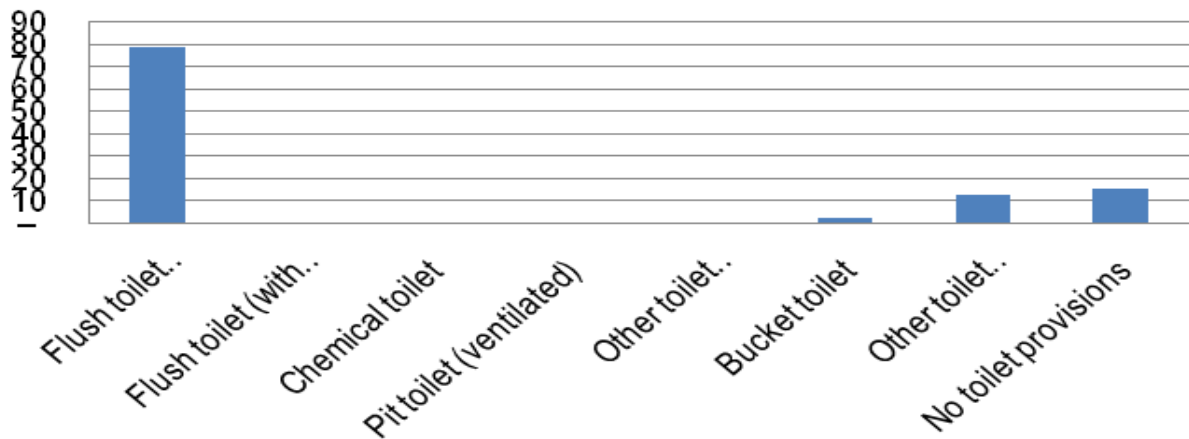 90
80
70
60
50
40
30
20
10
–
Flush toilet..
Flush toilet (with..
Chemical toilet
Pit toilet (ventilated)
Other toilet..
Bucket toilet
Other toilet..
No toilet provisions